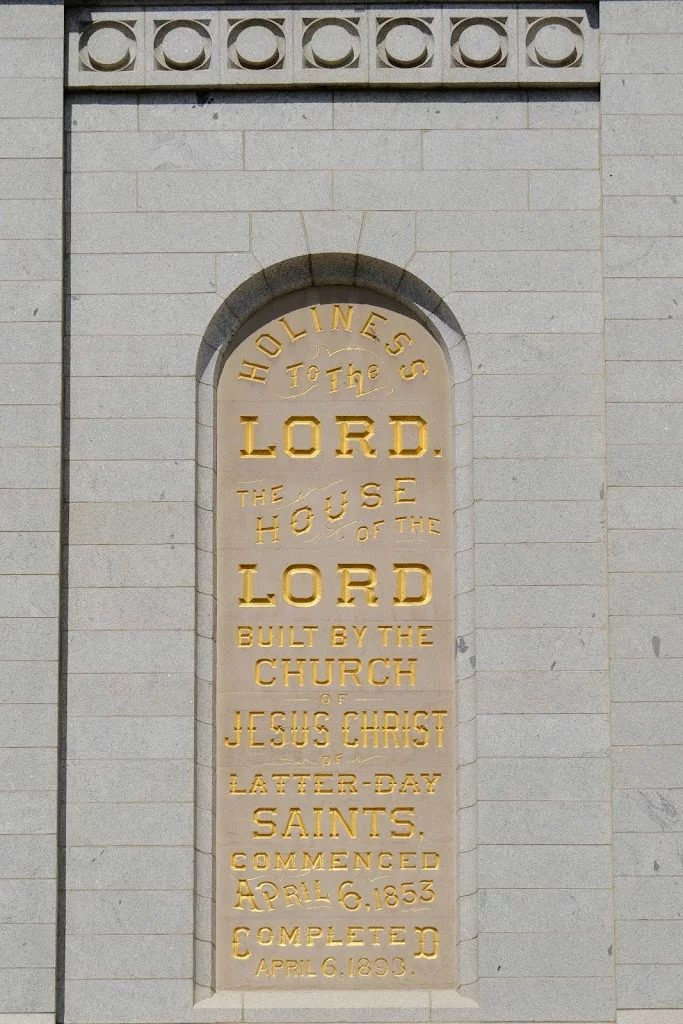 HOLINESS
To The
LORD.
THE HOUSE
OF THE
LORD
BUILT BY THE
CHURCH
OF
JESUS CHRIST
OF
LATTER-DAY
SAINTS,
COMMENCED
APRIL 6,1853
COMPLETED
APRIL 6.1893.